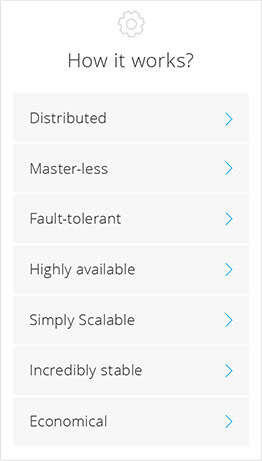 How it works?
Distributed
Master-less
Fault-tolerant
Highly available
Simply Scalable
Incredibly stable
Economical